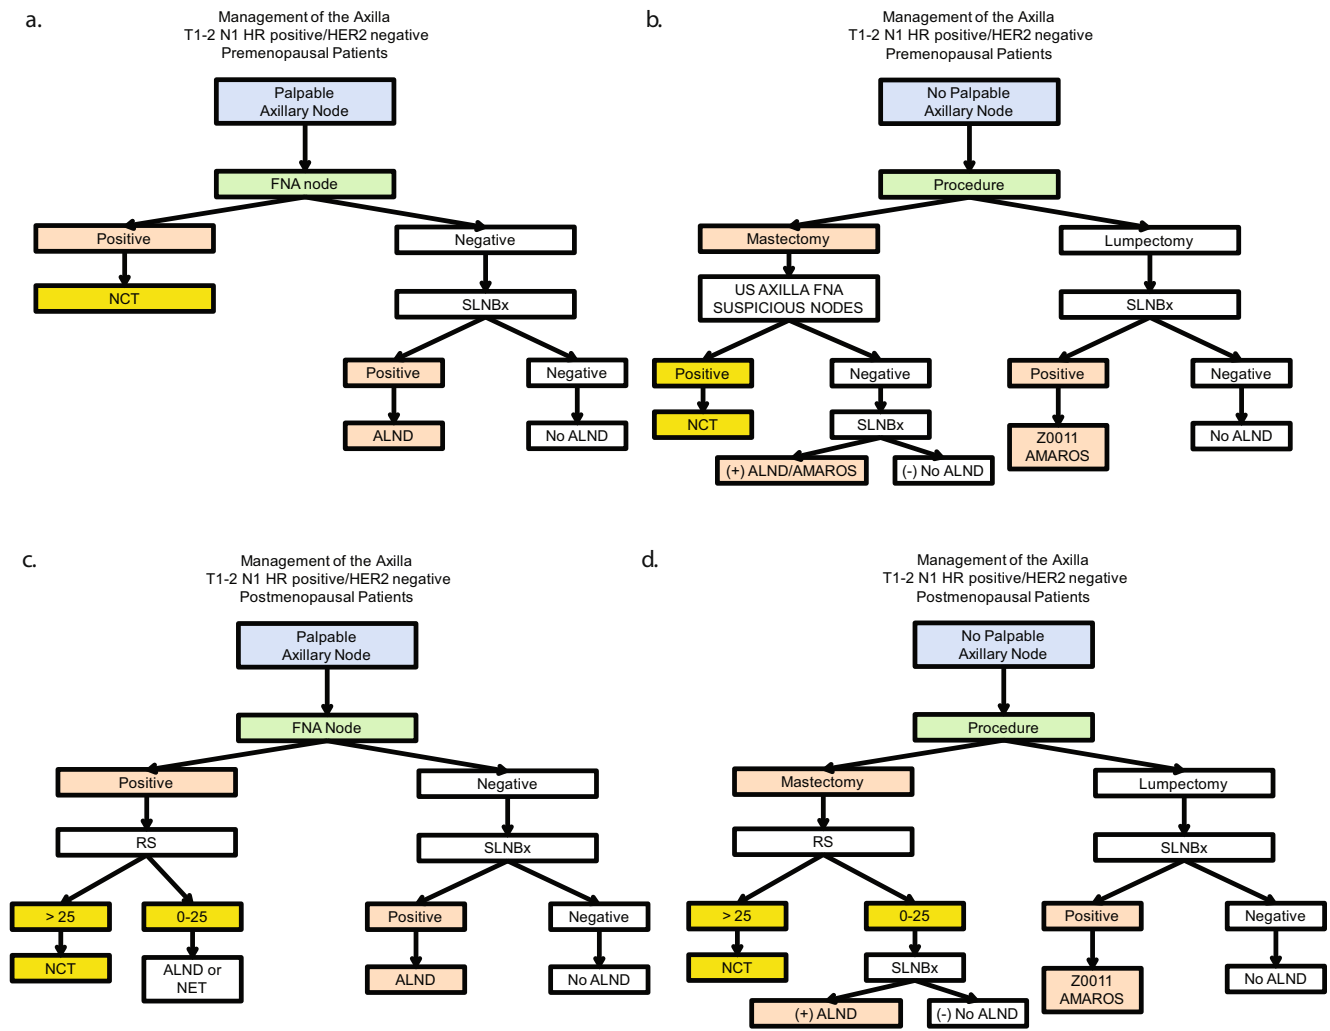 a.
Management of the Axilla
T1-2 N1 HR positive/HER2 negative
Premenopausal Patients
Palpable
Axillary Node
FNA node
Positive
Negative
NCT
SLNBx
Positive
Negative
ALND
No ALND
b.
Management of the Axilla
T1-2 N1 HR positive/HER2 negative
Premenopausal Patients
No Palpable
Axillary Node
Procedure
Mastectomy
Lumpectomy
US AXILLA FNA
SUSPICIOUS NODES
SLNBx
Positive
Negative
Positive
Negative
NCT
SLNBx
Z0011
AMAROS
No ALND
(+) ALND/AMAROS
(-) No ALND
c.
Management of the Axilla
T1-2 N1 HR positive/HER2 negative
Postmenopausal Patients
Palpable
Axillary Node
FNA Node
Positive
Negative
RS
SLNBx
> 25
0-25
Positive
Negative
NCT
ALND or
NET
ALND
No ALND
d.
Management of the Axilla
T1-2 N1 HR positive/HER2 negative
Postmenopausal Patients
No Palpable
Axillary Node
Procedure
Mastectomy
Lumpectomy
RS
SLNBx
> 25
0-25
Positive
Negative
NCT
SLNBx
Z0011
AMAROS
No ALND
(+) ALND
(-) No ALND